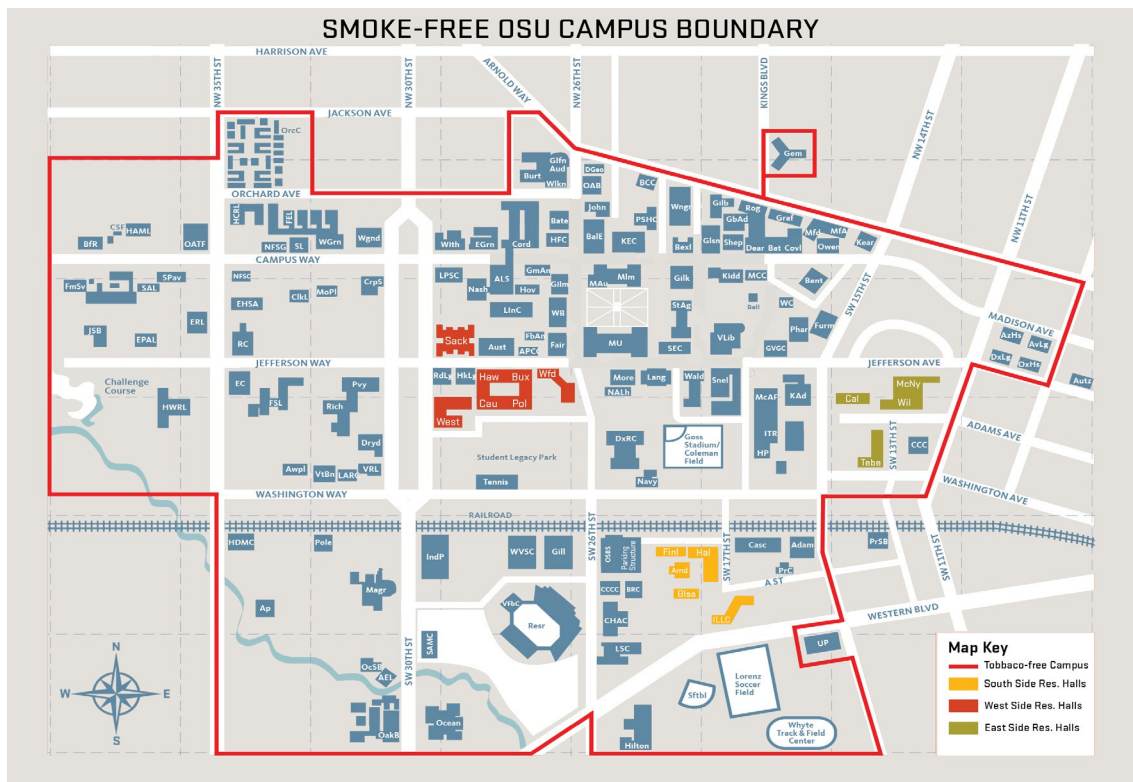 SMOKE-FREE OSU CAMPUS BOUNDARY
HARRISON AVE
ARNOLD WAY
NW 35TH ST
NW 30TH ST
NW 26TH ST
KINGS BLVD
NW 14TH ST
JACKSON AVE
OrcC
Gem
Glfn
Aud
Burt
Wlkn
DGeo
OAB
BCC
NW 11TH ST
ORCHARD AVE
HCRL
FEL
NFSG
SL
WGrn
Wgnd
With
EGrn
Cord
Bate
HFC
John
BalE
PSHC
KEC
Wngr
Bexl
Gilb
GbAd
Glsn
Shep
Rog
Graf
Dear
Bat
Covl
Mfd
MfA
Owen
Kear
CSF
HAML
BfR
OATF
CAMPUS WAY
FmSv
SPav
SAL
NFSC
EHSA
ClkL
MoPl
CrpS
LPSC
Nash
ALS
GmAn
Hov
Gilm
LInC
WB
MAu
Mlm
Gilk
Kldd
MCC
Bell
StAg
WC
Bent
SW 15TH ST
MADISON AVE
JSB
EPAL
ERL
RC
Sack
Aust
FbAn
APCC
Fair
MU
SEC
VLib
Phar
Furm
GVGC
AzHs
AvLg
DxLg
OxHs
Autz
JEFFERSON WAY
JEFFERSON AVE
Challenge
Course
HWRL
EC
FSL
Pvy
Rich
Dryd
RdLy
HkLy
Haw
Bux
Cau
Pol
Wfd
West
More
NALh
Lang
Wald
Snel
McAF
KAd
ITR
HP
Cal
McNy
Wil
Tebe
SW 13TH ST
CCC
ADAMS AVE
Student Legacy Park
DxRC
Goss
Stadium/
Coleman
Field
Awpl
VtBn
LARC
VRL
Tennis
Navy
WASHINGTON WAY
WASHINGTON AVE
RAILROAD
HDMC
Pole
IndP
WVSC
Gill
SW 26TH ST
OSBS
Parking
Structure
Finl
Hal
Arnd
Blss
SW 17TH ST
Casc
Adam
PrC
A ST
PrSB
SW 11TH ST
Ap
Magr
VFbC
Resr
CCCC
BRC
CHAC
LSC
ILLC
WESTERN BLVD
UP
OcSB
AEL
SAMC
SW 30TH ST
OakB
Ocean
Hilton
Sftbl
Lorenz
Soccer
Field
Whyte
Track & Field
Center
N
W
E
S
Map Key
Tobbaco-free Campus
South Side Res. Halls
West Side Res. Halls
East Side Res. Halls